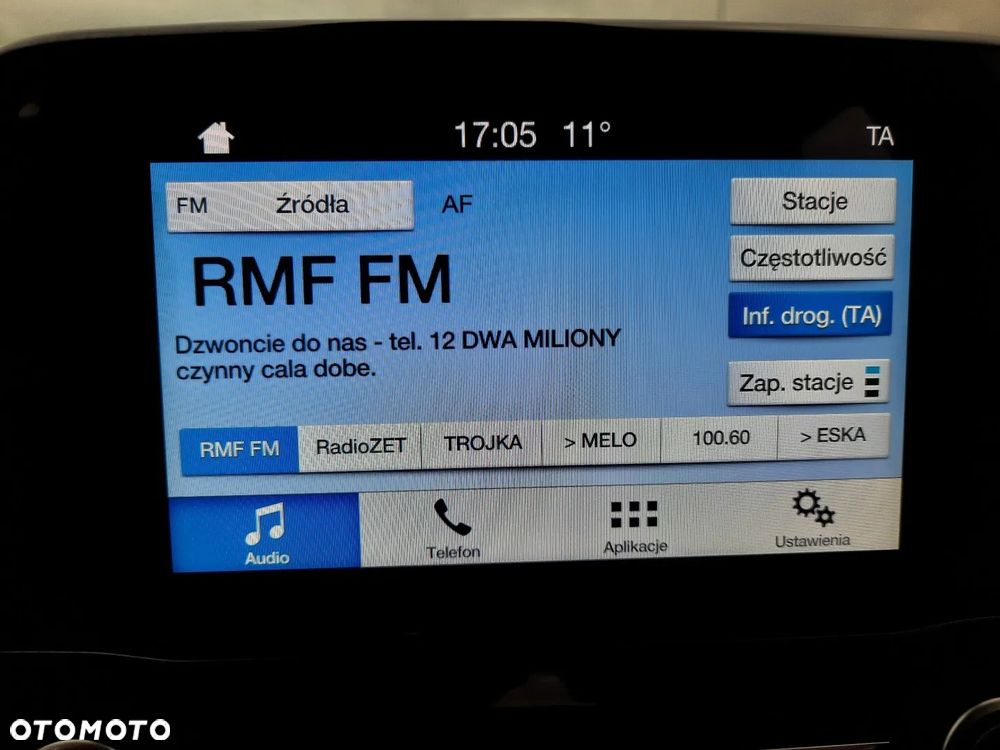 17:05 11° TA
FM Źródła AF Stacje
Częstotliwość
RMF FM
Inf. drog. (TA)
Dzwoncie do nas - tel. 12 DWA MILIONY
czynny cala dobe.
Zap. stacje
RMF FM RadioZET TROJKA > MELO 100.60 > ESKA
Audio Telefon Aplikacje Ustawienia
OTOMOTO